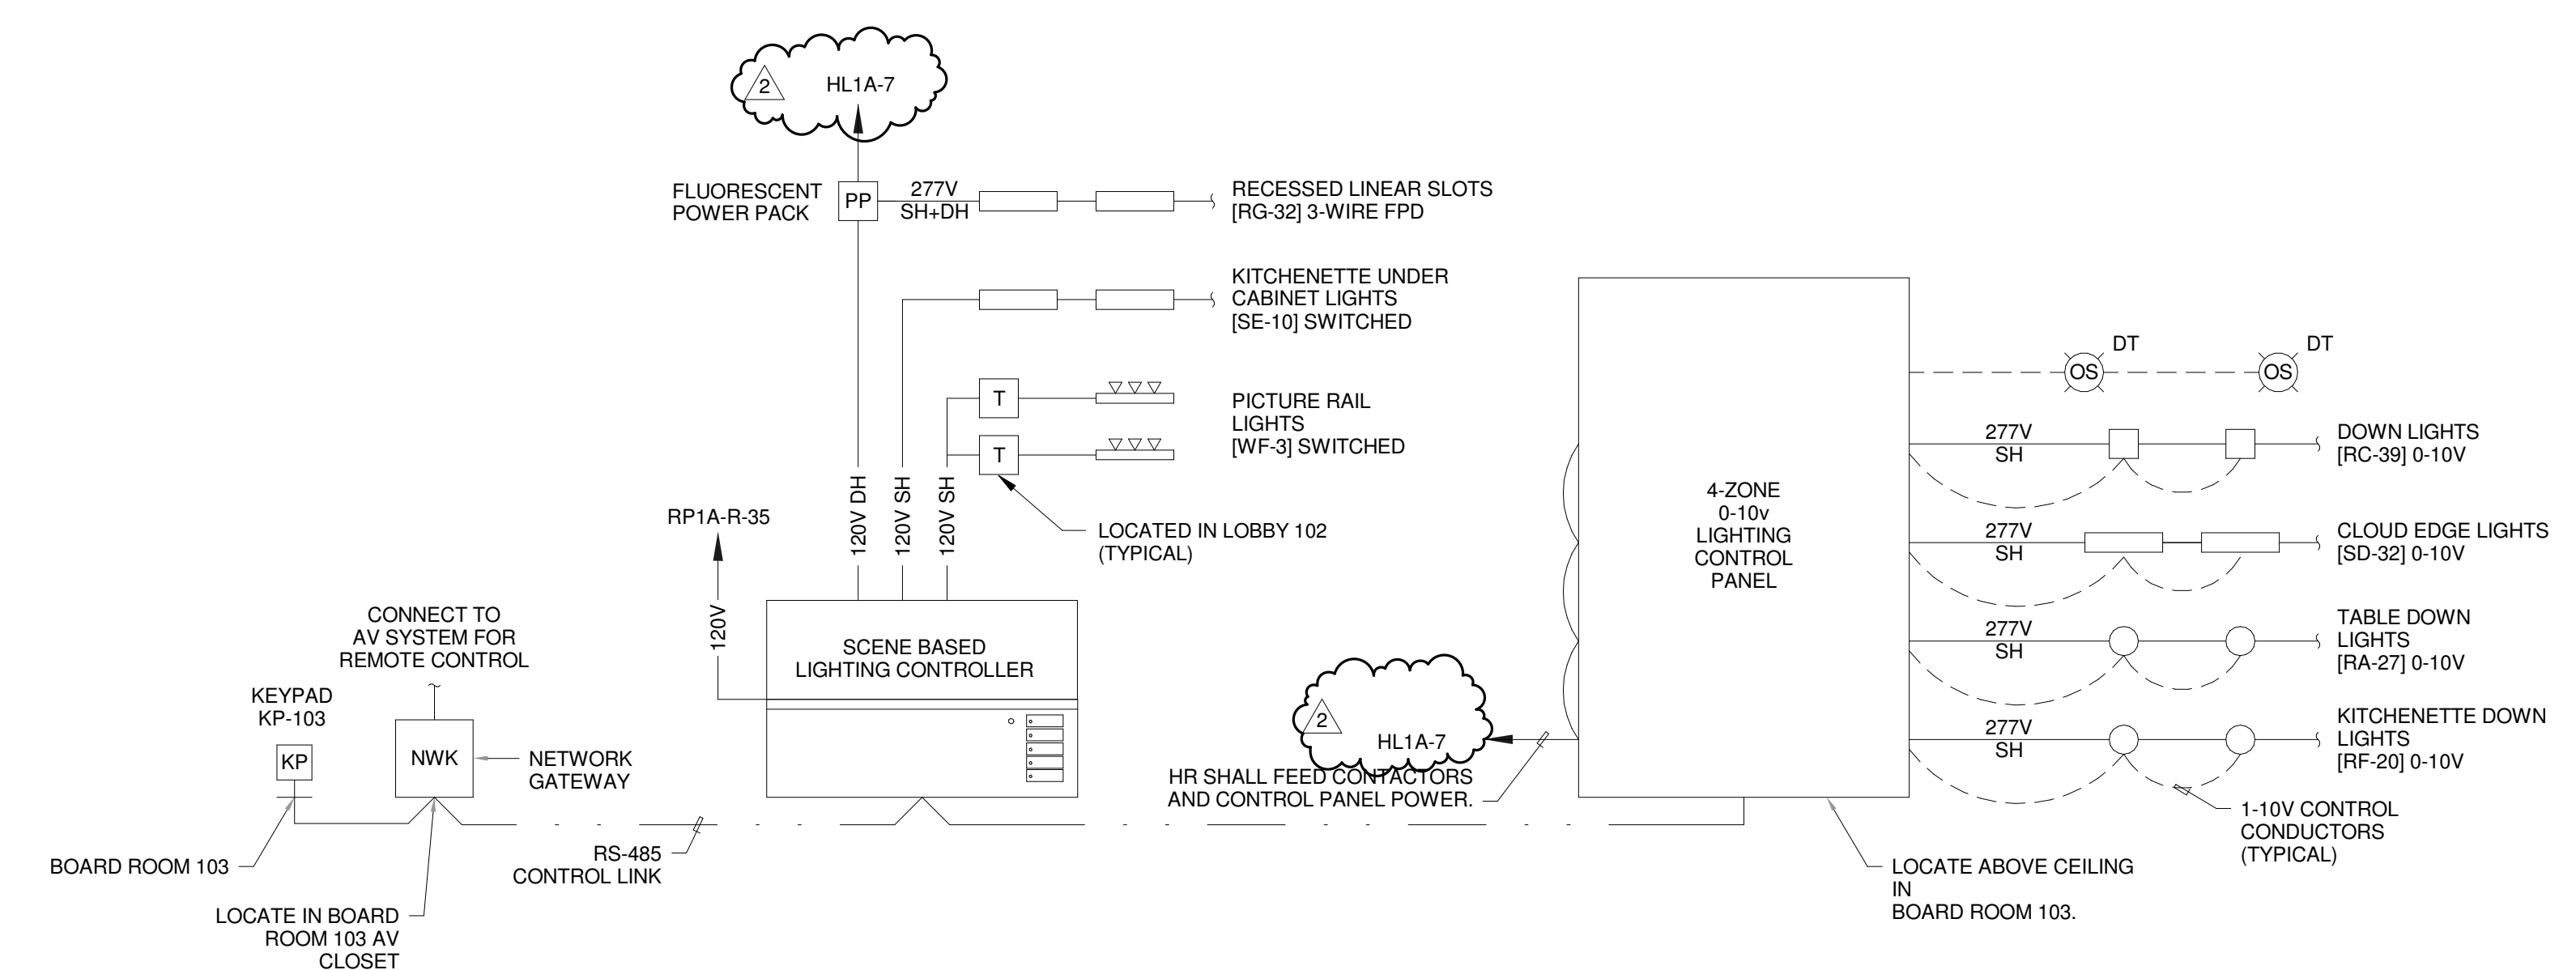 2
HL1A-7
FLUORESCENT
POWER PACK
PP
277V
SH+DH
RECESSED LINEAR SLOTS
[RG-32] 3-WIRE FPD
KITCHENETTE UNDER
CABINET LIGHTS
[SE-10] SWITCHED
T
T
PICTURE RAIL
LIGHTS
[WF-3] SWITCHED
120V DH
120V SH
120V SH
LOCATED IN LOBBY 102
(TYPICAL)
RP1A-R-35
120V
SCENE BASED
LIGHTING CONTROLLER
CONNECT TO
AV SYSTEM FOR
REMOTE CONTROL
KEYPAD
KP-103
KP
NWK
NETWORK
GATEWAY
BOARD ROOM 103
LOCATE IN BOARD
ROOM 103 AV
CLOSET
RS-485
CONTROL LINK
2
HL1A-7
HR SHALL FEED CONTACTORS
AND CONTROL PANEL POWER.
4-ZONE
0-10v
LIGHTING
CONTROL
PANEL
OS
DT
OS
DT
277V
SH
DOWN LIGHTS
[RC-39] 0-10V
277V
SH
CLOUD EDGE LIGHTS
[SD-32] 0-10V
277V
SH
TABLE DOWN
LIGHTS
[RA-27] 0-10V
277V
SH
KITCHENETTE DOWN
LIGHTS
[RF-20] 0-10V
1-10V CONTROL
CONDUCTORS
(TYPICAL)
LOCATE ABOVE CEILING
IN
BOARD ROOM 103.